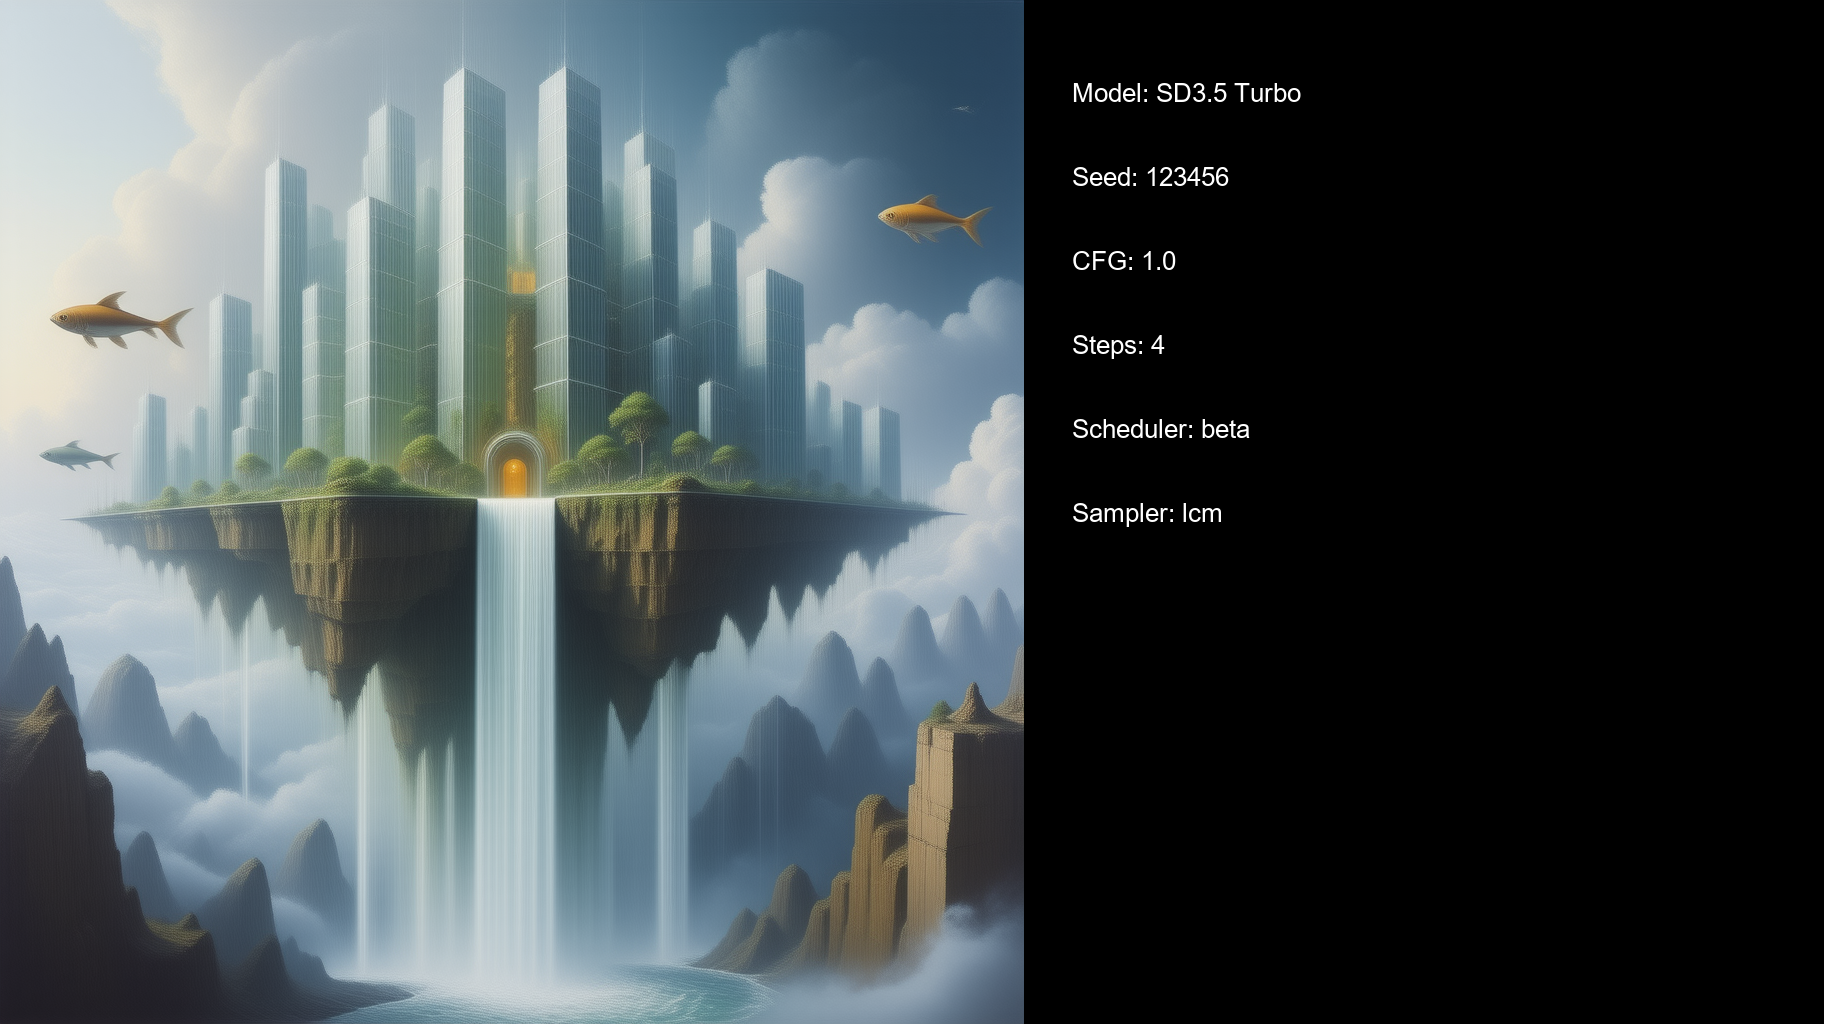 Model: SD3.5 Turbo
Seed: 123456
CFG: 1.0
Steps: 4
Scheduler: beta
Sampler: lcm